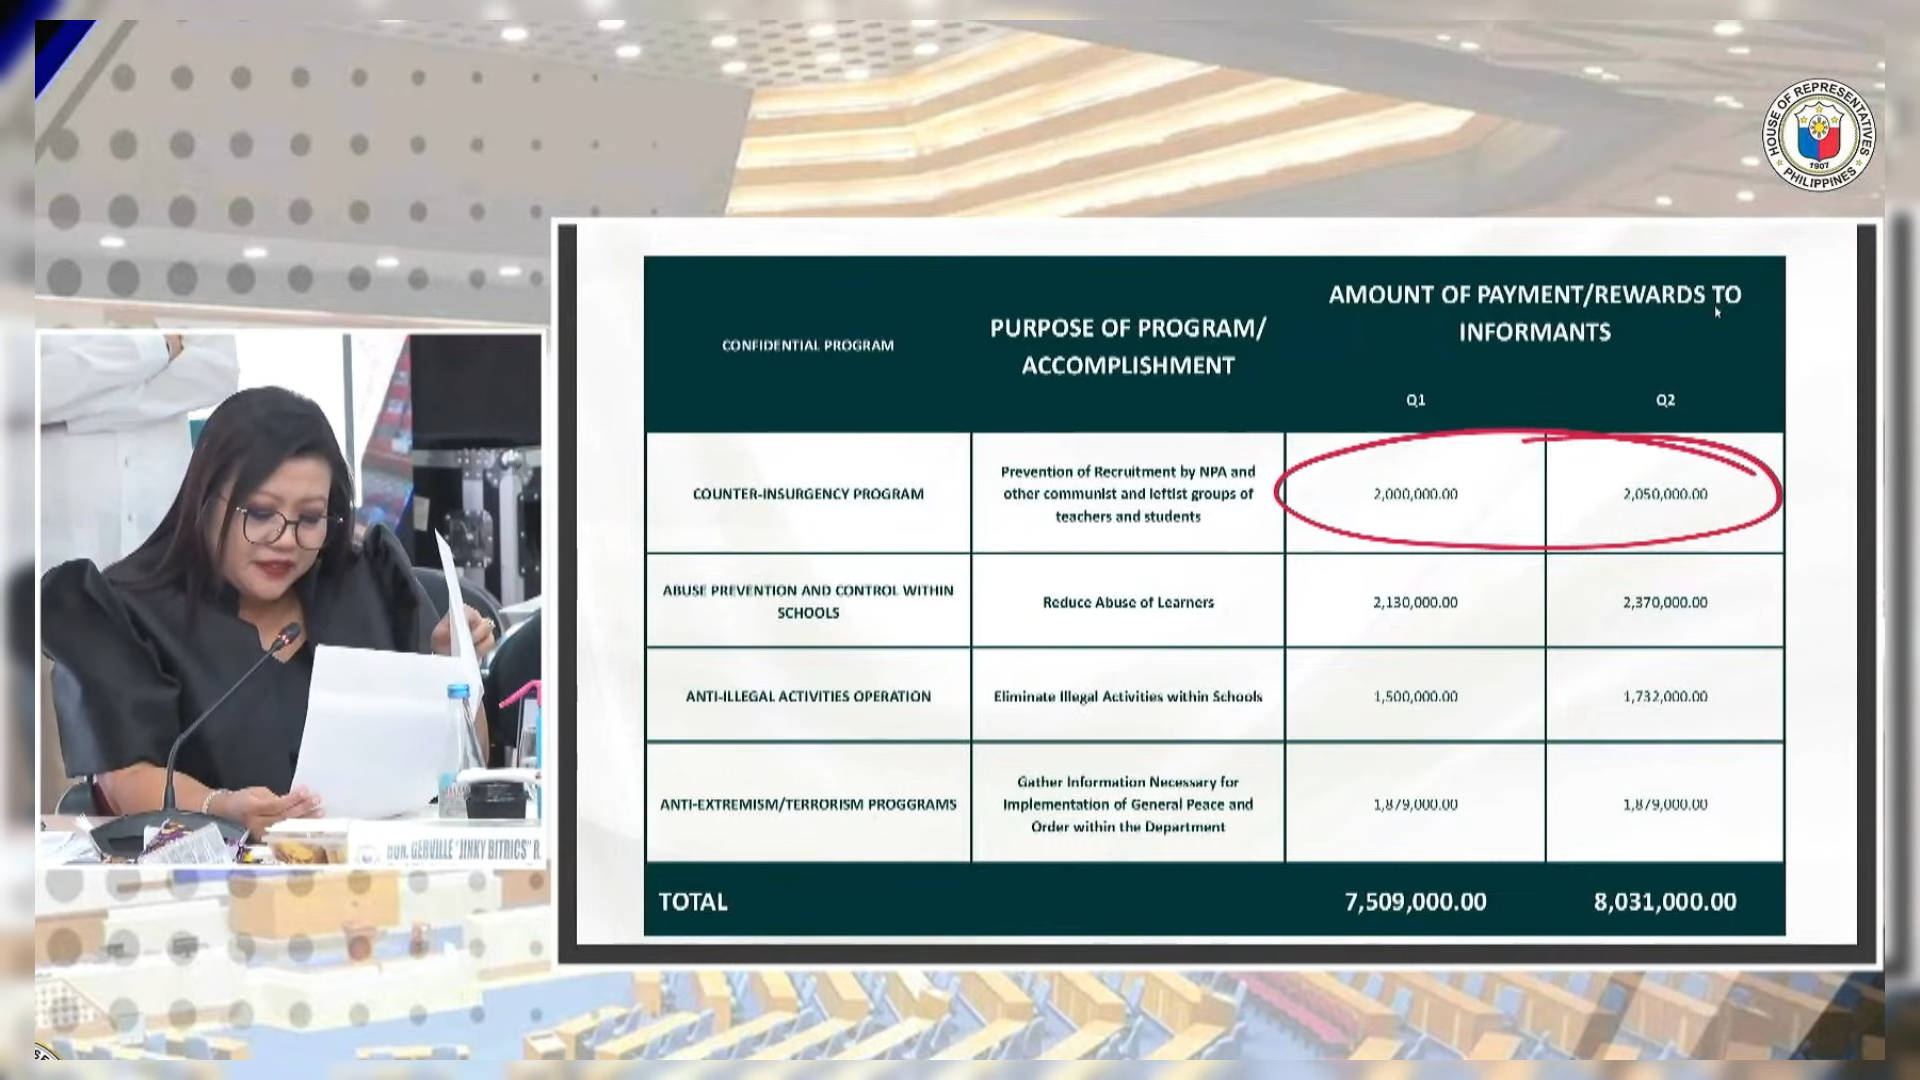 HOUSE OF REPRESENTATIVES
1907
PHILIPPINES
CONFIDENTIAL PROGRAM
PURPOSE OF PROGRAM/
ACCOMPLISHMENT
AMOUNT OF PAYMENT/REWARDS TO
INFORMANTS
Q1
Q2
COUNTER-INSURGENCY PROGRAM
Prevention of Recruitment by NPA and
other communist and leftist groups of
teachers and students
2,000,000.00
2,050,000.00
ABUSE PREVENTION AND CONTROL WITHIN
SCHOOLS
Reduce Abuse of Learners
2,130,000.00
2,370,000.00
ANTI-ILLEGAL ACTIVITIES OPERATION
Eliminate Illegal Activities within Schools
1,500,000.00
1,732,000.00
ANTI-EXTREMISM/TERRORISM PROGGRAMS
Gather Information Necessary for
Implementation of General Peace and
Order within the Department
1,879,000.00
1,879,000.00
TOTAL
7,509,000.00
8,031,000.00
HON. GERVILLE "JINKY BITRICS" R.